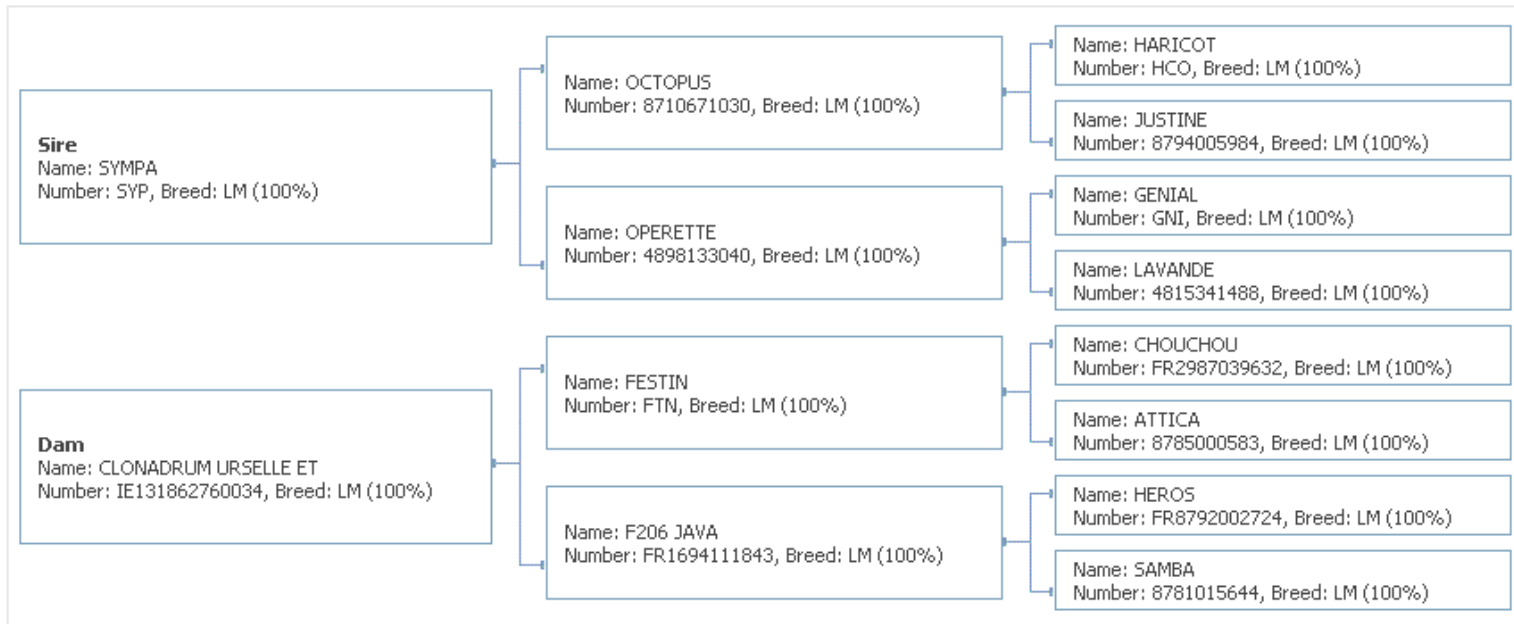 Sire
Name: SYMPA
Number: SYP, Breed: LM (100%)
Name: OCTOPUS
Number: 8710671030, Breed: LM (100%)
Name: HARICOT
Number: HCO, Breed: LM (100%)
Name: JUSTINE
Number: 8794005984, Breed: LM (100%)
Name: OPERETTE
Number: 4898133040, Breed: LM (100%)
Name: GENIAL
Number: GNI, Breed: LM (100%)
Name: LAVANDE
Number: 4815341488, Breed: LM (100%)
Dam
Name: CLONADRUM URSELLE ET
Number: IE131862760034, Breed: LM (100%)
Name: FESTIN
Number: FTN, Breed: LM (100%)
Name: CHOUCHOU
Number: FR2987039632, Breed: LM (100%)
Name: ATTICA
Number: 8785000583, Breed: LM (100%)
Name: F206 JAVA
Number: FR1694111843, Breed: LM (100%)
Name: HEROS
Number: FR8792002724, Breed: LM (100%)
Name: SAMBA
Number: 8781015644, Breed: LM (100%)